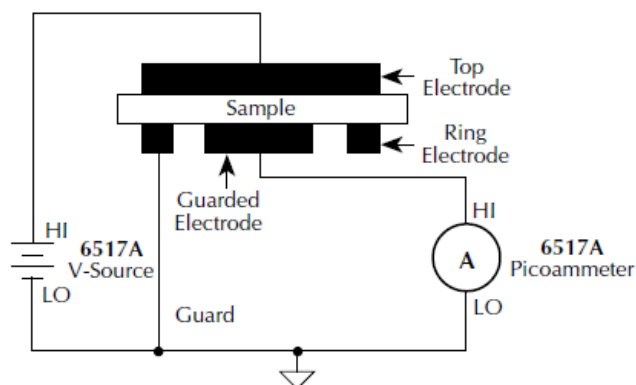 Top
Electrode
Sample
Ring
Electrode
Guarded
Electrode
HI
6517A
V-Source
LO
Guard
HI
A
6517A
Picoammeter
LO